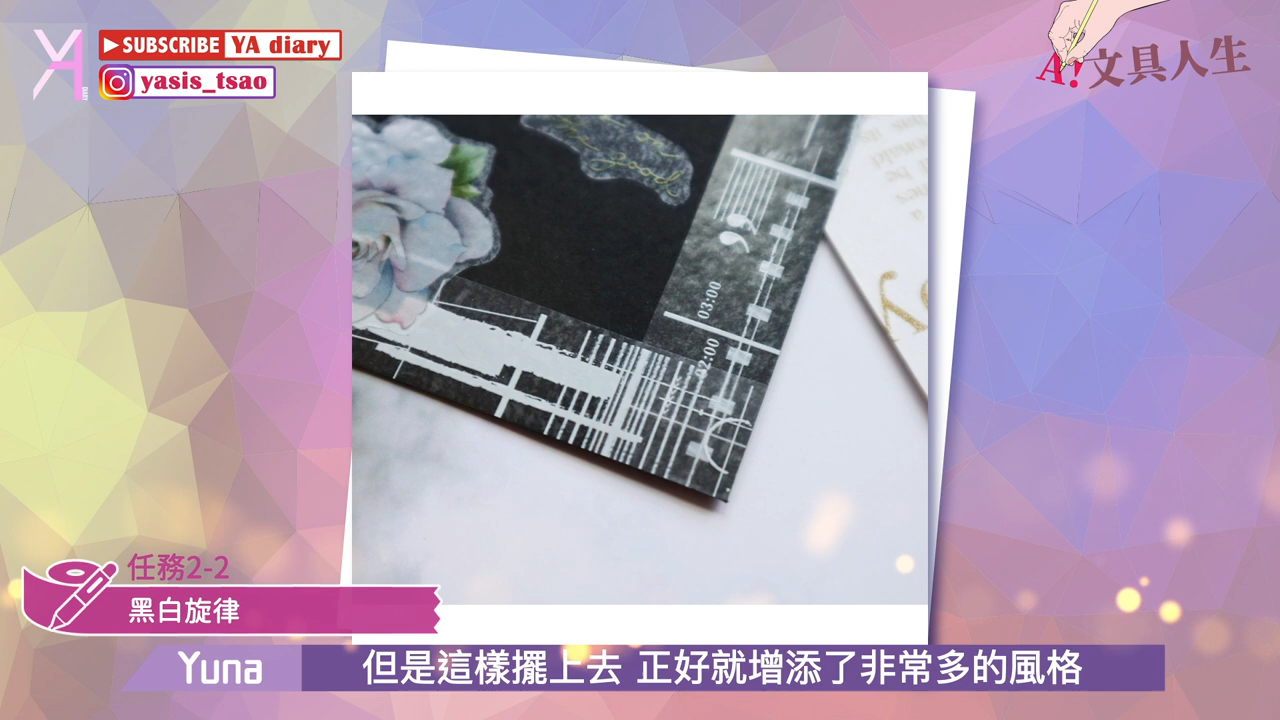 SUBSCRIBE YA diary
yasis_tsao
A!文具人生
03:00
02:00
任務2-2
黑白旋律
Yuna
但是這樣擺上去 正好就增添了非常多的風格